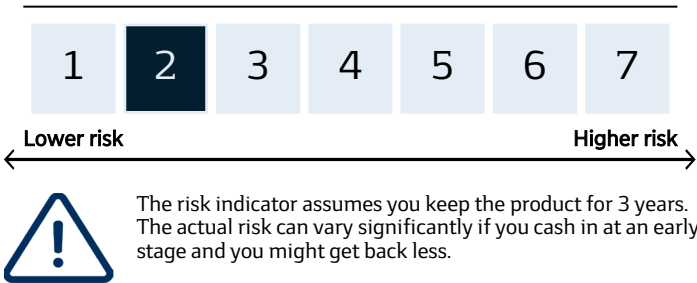 1 2 3 4 5 6 7
Lower risk Higher risk
The risk indicator assumes you keep the product for 3 years.
The actual risk can vary significantly if you cash in at an early
stage and you might get back less.